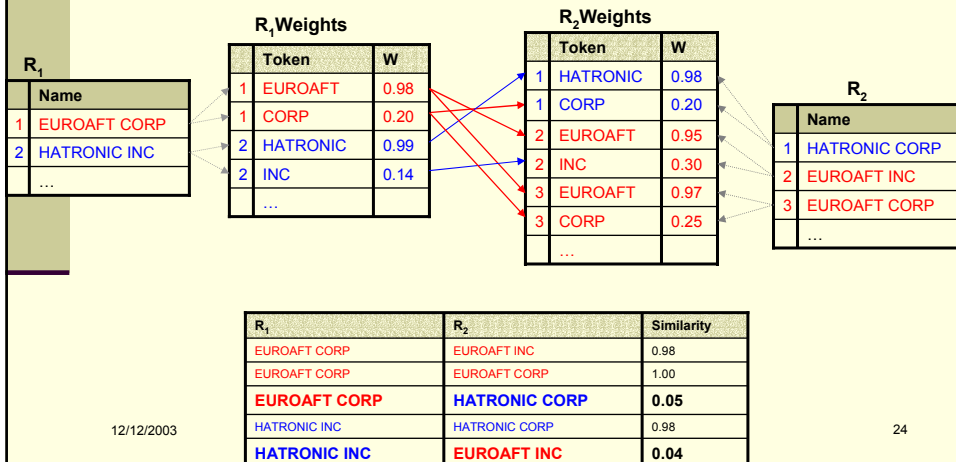 R1Weights
R2Weights
R1
Name
1 EUROAFT CORP
2 HATRONIC INC
…
Token W
1 EUROAFT 0.98
1 CORP 0.20
2 HATRONIC 0.99
2 INC 0.14
…
Token W
1 HATRONIC 0.98
1 CORP 0.20
2 EUROAFT 0.95
2 INC 0.30
3 EUROAFT 0.97
3 CORP 0.25
…
R2
Name
1 HATRONIC CORP
2 EUROAFT INC
3 EUROAFT CORP
…
R1 R2 Similarity
EUROAFT CORP EUROAFT INC 0.98
EUROAFT CORP EUROAFT CORP 1.00
EUROAFT CORP HATRONIC CORP 0.05
HATRONIC INC HATRONIC CORP 0.98
HATRONIC INC EUROAFT INC 0.04
12/12/2003
24